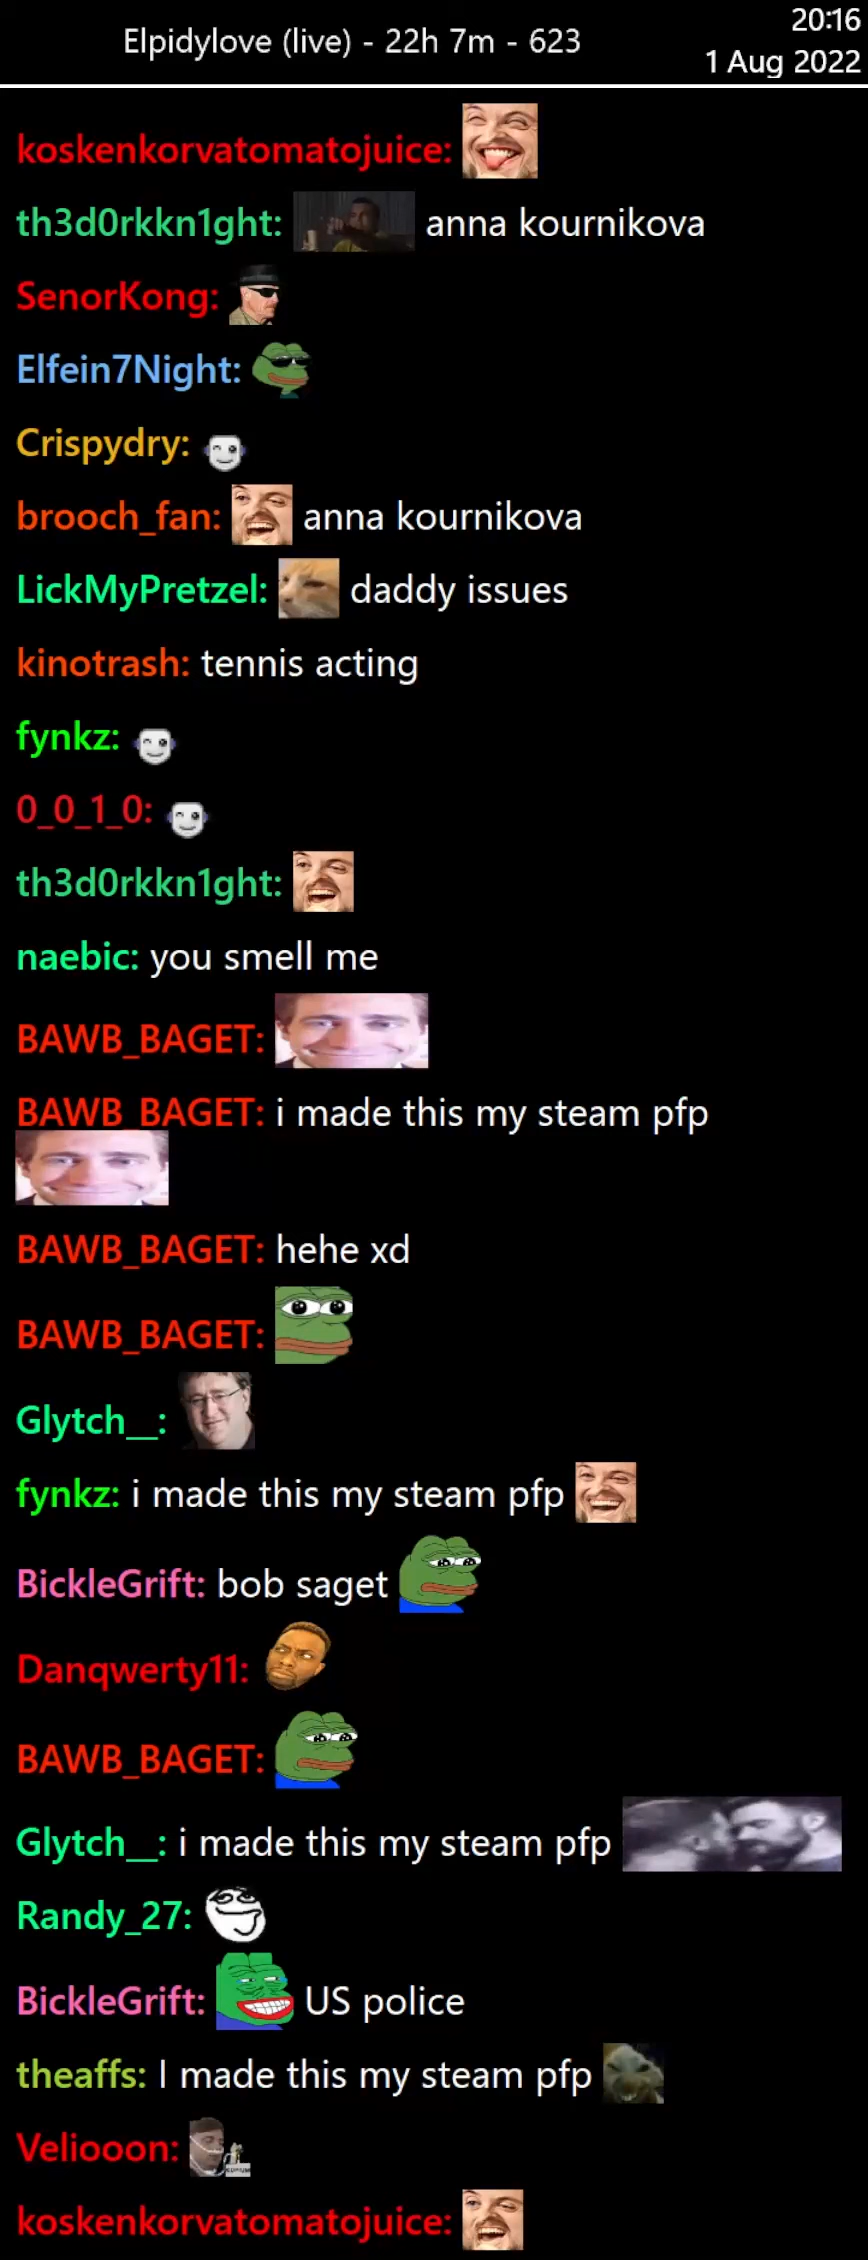 Elpidylove (live) - 22h 7m - 623
20:16
1 Aug 2022
koskenkorvatomatojuice:
th3d0rkkn1ght: anna kournikova
SenorKong:
Elfein7Night:
Crispydry:
brooch_fan: anna kournikova
LickMyPretzel: daddy issues
kinotrash: tennis acting
fynkz:
0_0_1_0:
th3d0rkkn1ght:
naebic: you smell me
BAWB_BAGET:
BAWB_BAGET: i made this my steam pfp
BAWB_BAGET: hehe xd
BAWB_BAGET:
Glytch__:
fynkz: i made this my steam pfp
BickleGrift: bob saget
Danqwerty11:
BAWB_BAGET:
Glytch__: i made this my steam pfp
Randy_27:
BickleGrift: US police
theaffs: I made this my steam pfp
Veliooon:
koskenkorvatomatojuice: